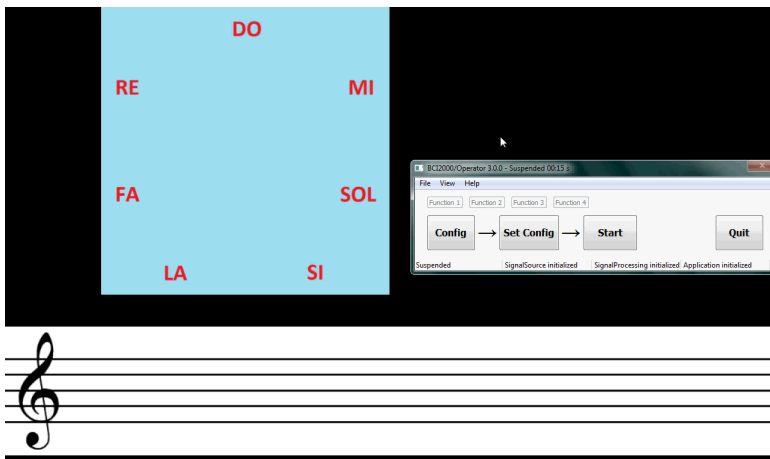 DO
RE MI
FA SOL
LA SI
BCI2000/Operator 3.0.0 - Suspended 00:15 s
File View Help
Function 1 Function 2 Function 3 Function 4
Config → Set Config → Start Quit
Suspended SignalSource initialized SignalProcessing initialized Application initialized